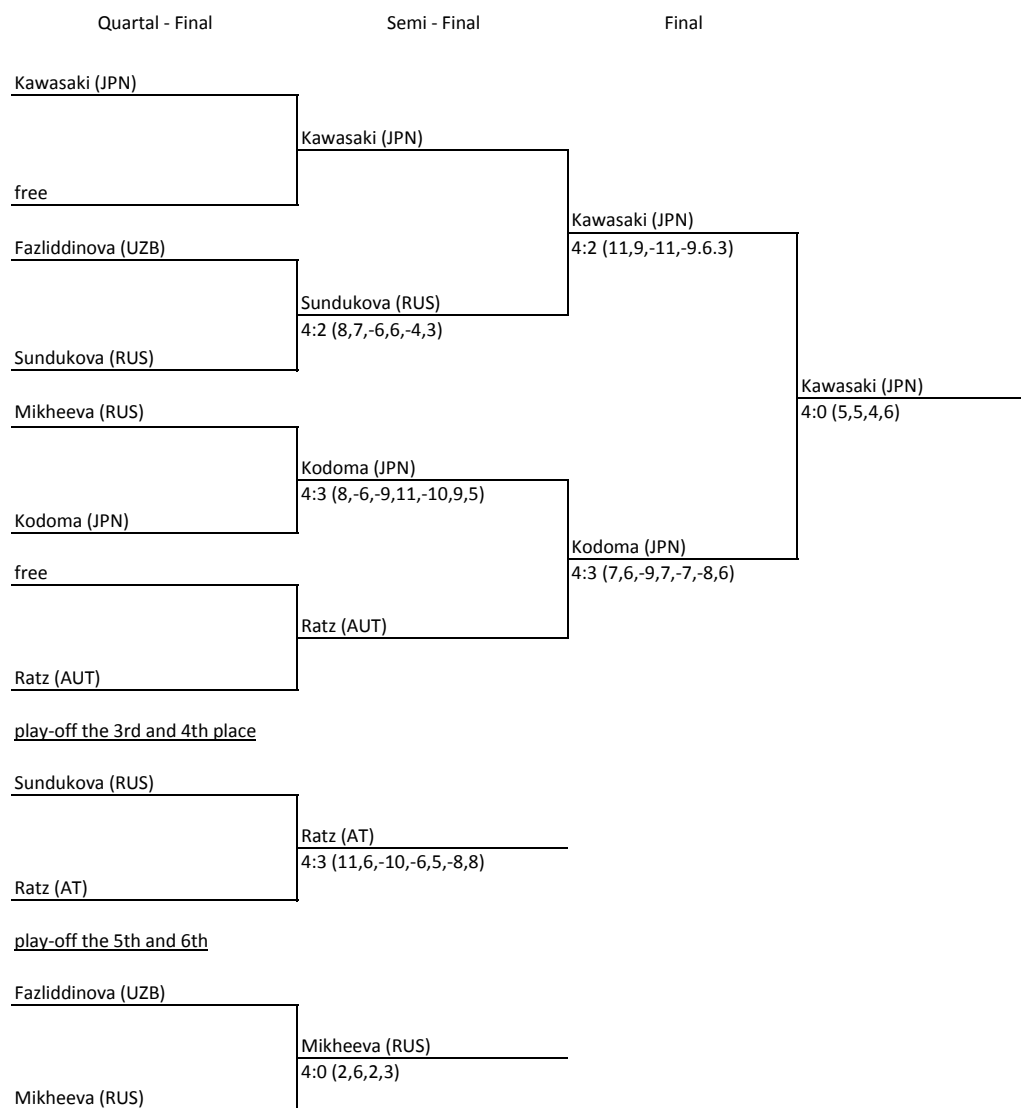 Quartal - Final Semi - Final Final
Kawasaki (JPN)
Kawasaki (JPN)
free
Kawasaki (JPN)
Fazliddinova (UZB)
4:2 (11,9,-11,-9.6.3)
Sundukova (RUS)
4:2 (8,7,-6,6,-4,3)
Sundukova (RUS)
Kawasaki (JPN)
Mikheeva (RUS)
4:0 (5,5,4,6)
Kodoma (JPN)
4:3 (8,-6,-9,11,-10,9,5)
Kodoma (JPN)
Kodoma (JPN)
free
4:3 (7,6,-9,7,-7,-8,6)
Ratz (AUT)
Ratz (AUT)
play-off the 3rd and 4th place
Sundukova (RUS)
Ratz (AT)
4:3 (11,6,-10,-6,5,-8,8)
Ratz (AT)
play-off the 5th and 6th
Fazliddinova (UZB)
Mikheeva (RUS)
4:0 (2,6,2,3)
Mikheeva (RUS)